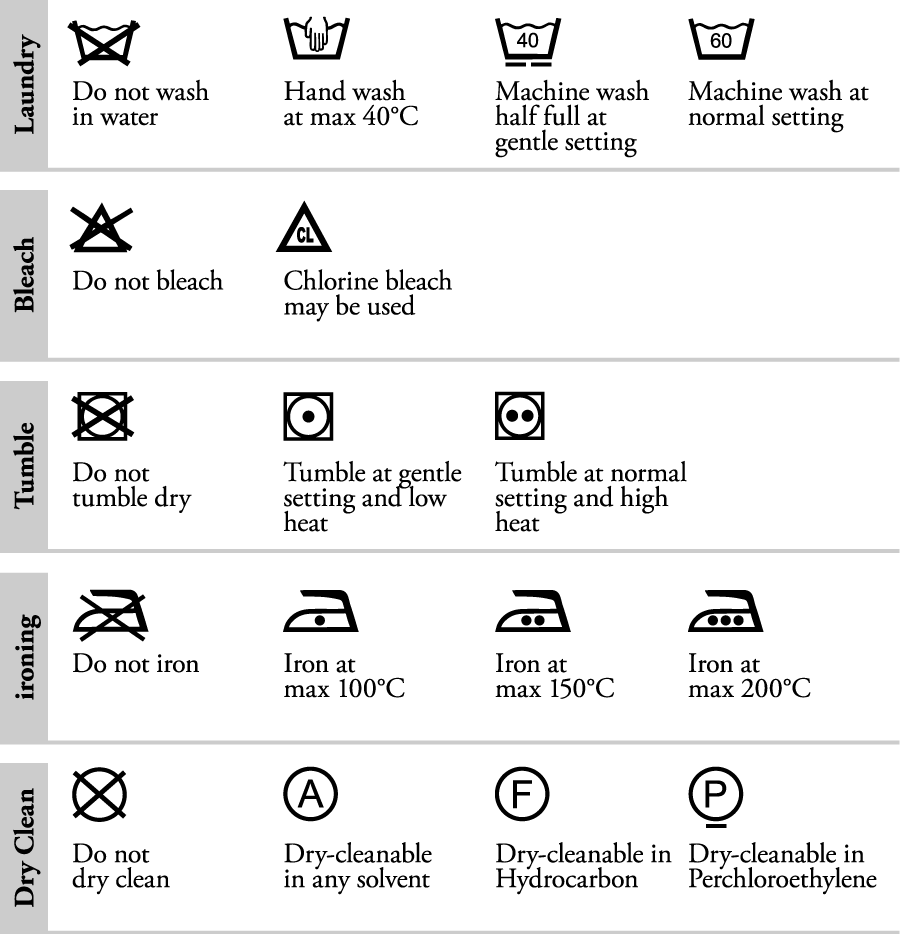 Laundry
40
60
Do not wash
in water
Hand wash
at max 40°C
Machine wash
half full at
gentle setting
Machine wash at
normal setting
Bleach
CL
Do not bleach
Chlorine bleach
may be used
Tumble
Do not
tumble dry
Tumble at gentle
setting and low
heat
Tumble at normal
setting and high
heat
ironing
Do not iron
Iron at
max 100°C
Iron at
max 150°C
Iron at
max 200°C
Dry Clean
A
F
P
Do not
dry clean
Dry-cleanable
in any solvent
Dry-cleanable in
Hydrocarbon
Dry-cleanable in
Perchloroethylene